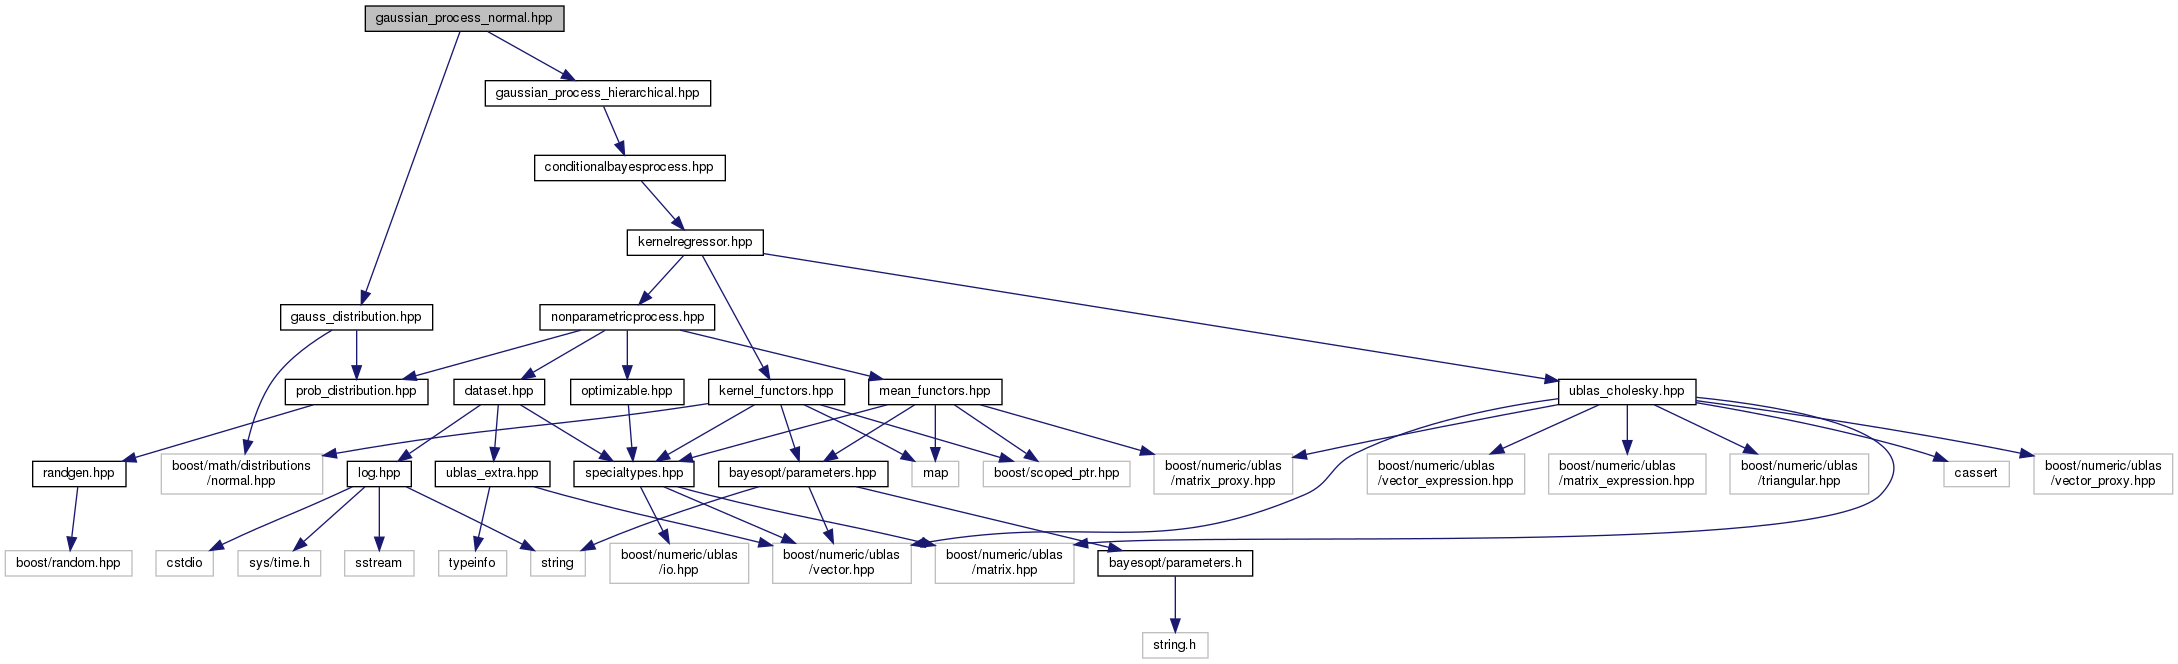 gaussian_process_normal.hpp
gaussian_process_hierarchical.hpp
conditionalbayesprocess.hpp
kernelregressor.hpp
gauss_distribution.hpp
nonparametricprocess.hpp
prob_distribution.hpp
dataset.hpp
optimizable.hpp
kernel_functors.hpp
mean_functors.hpp
ublas_cholesky.hpp
randgen.hpp
boost/math/distributions
/normal.hpp
log.hpp
ublas_extra.hpp
specialtypes.hpp
bayesopt/parameters.hpp
map
boost/scoped_ptr.hpp
boost/numeric/ublas
/matrix_proxy.hpp
boost/numeric/ublas
/vector_expression.hpp
boost/numeric/ublas
/matrix_expression.hpp
boost/numeric/ublas
/triangular.hpp
cassert
boost/numeric/ublas
/vector_proxy.hpp
boost/random.hpp
cstdio
sys/time.h
sstream
typeinfo
string
boost/numeric/ublas
/io.hpp
boost/numeric/ublas
/vector.hpp
boost/numeric/ublas
/matrix.hpp
bayesopt/parameters.h
string.h